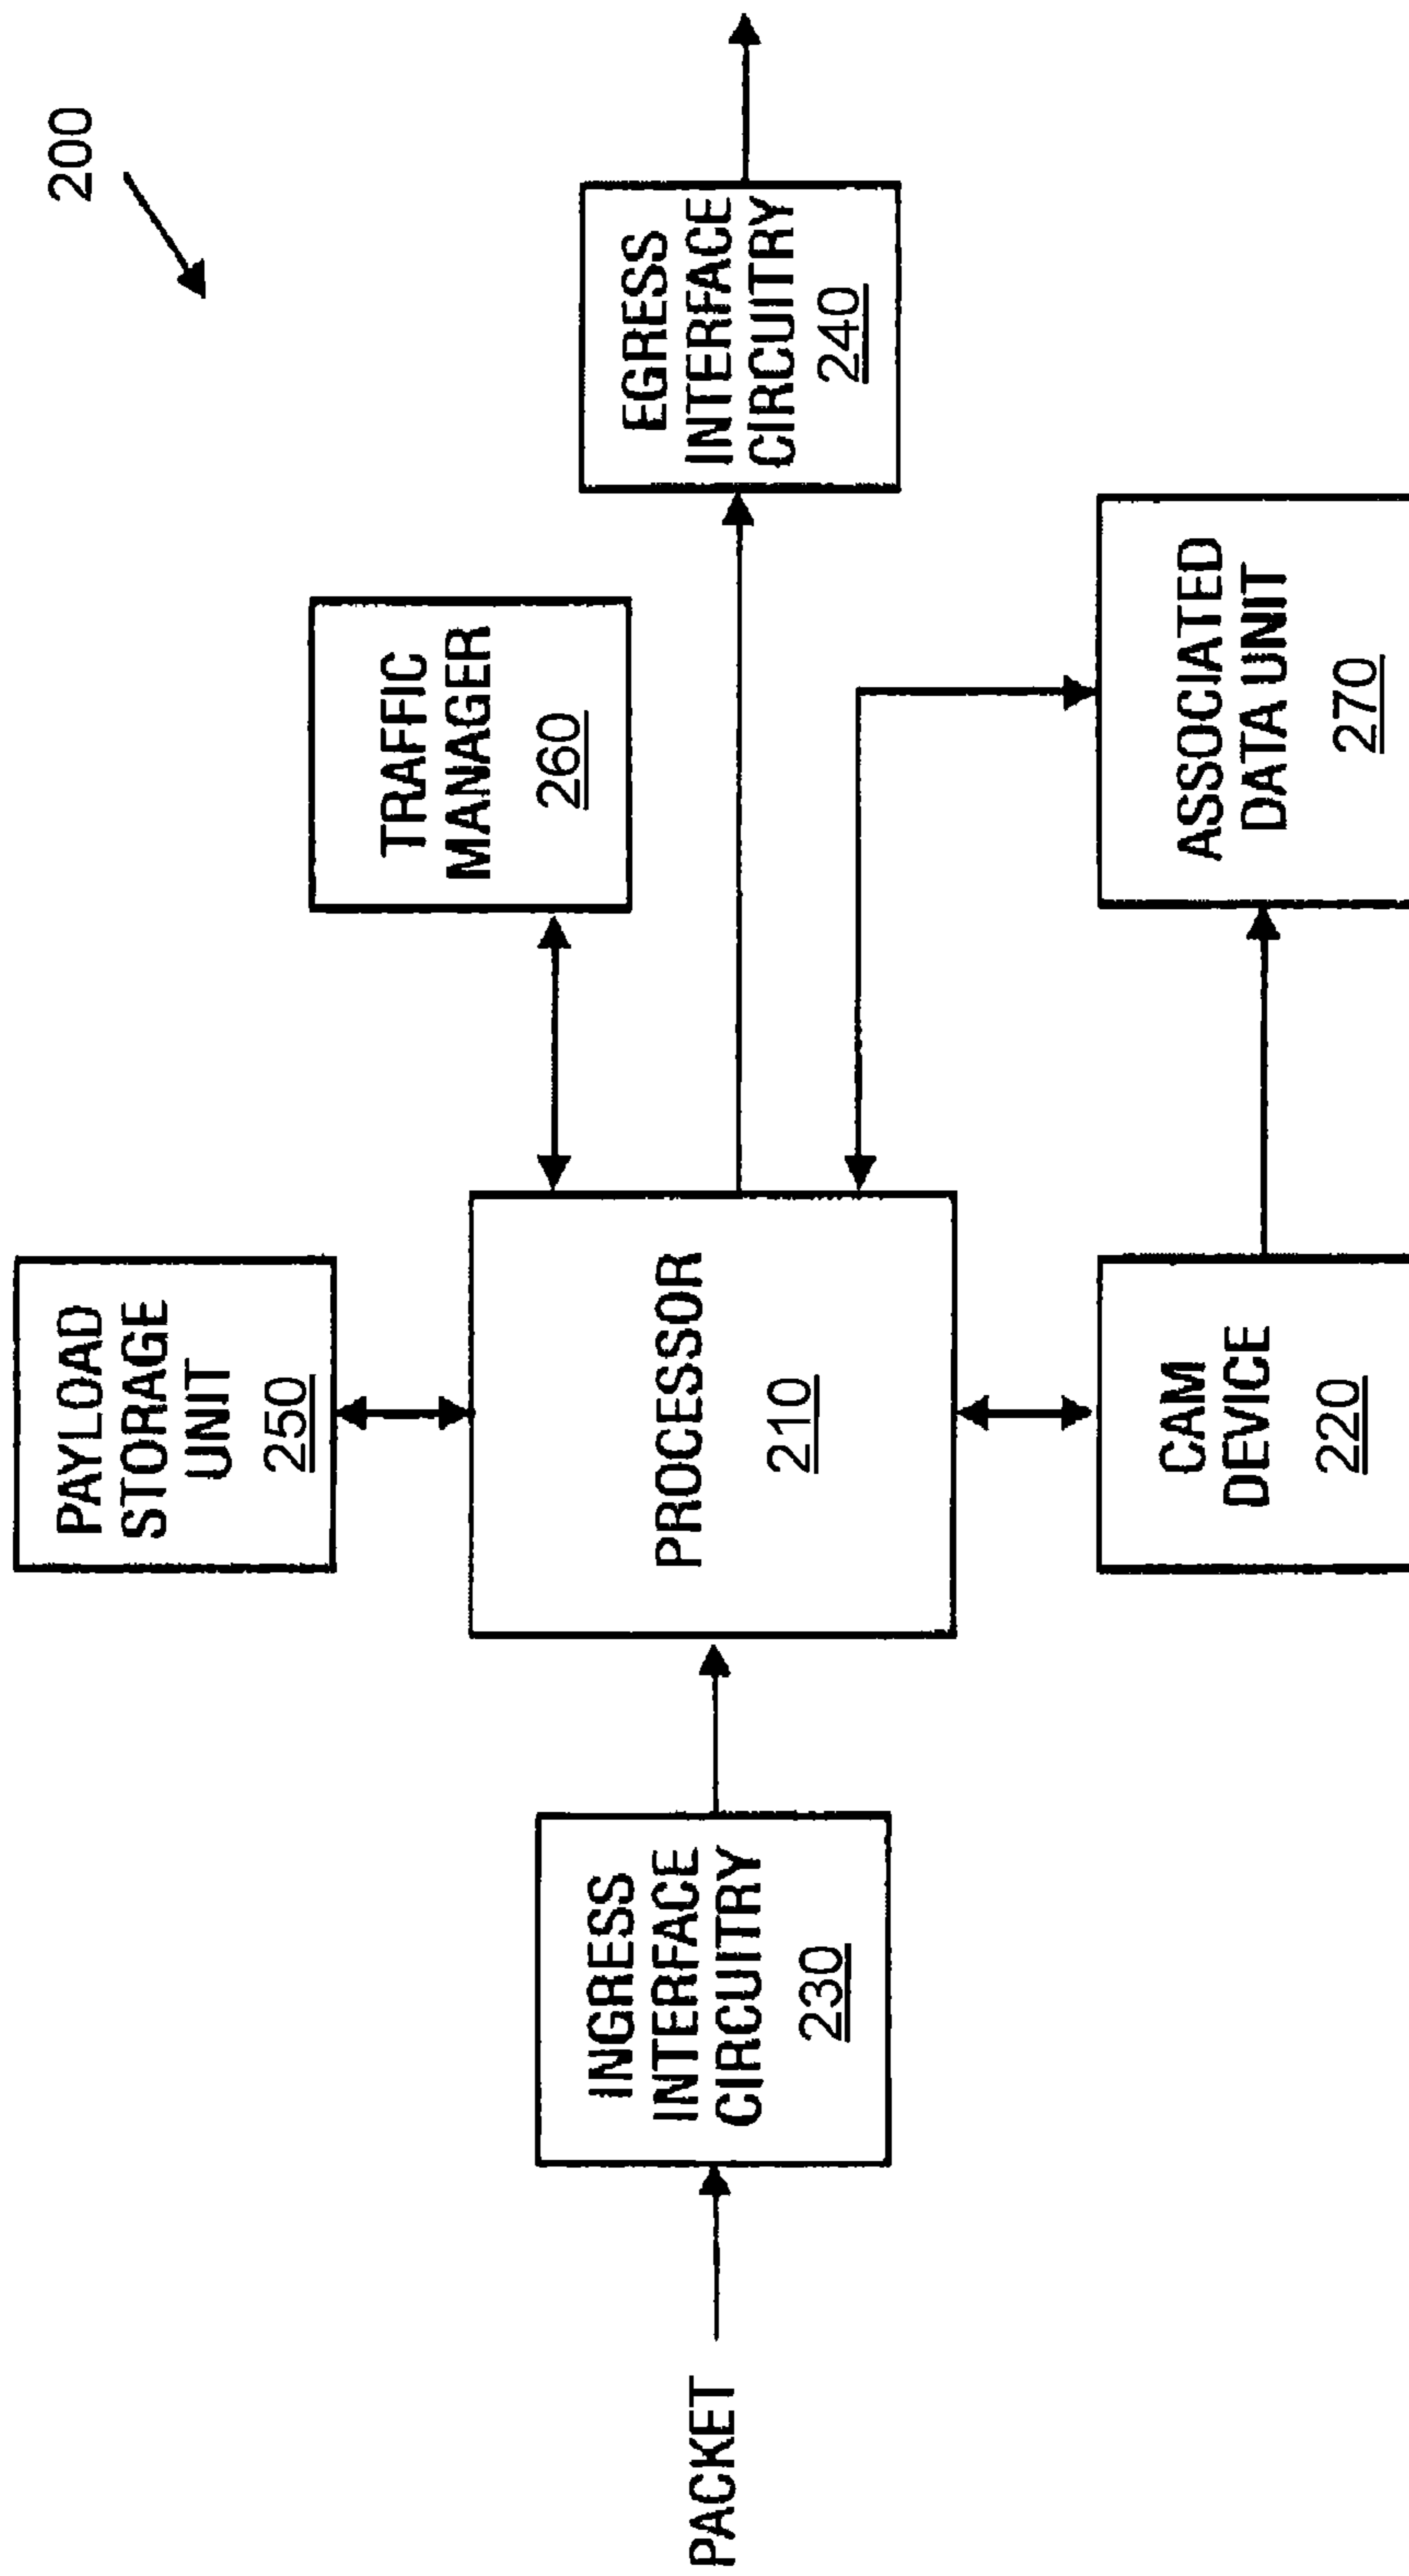 200
PAYLOAD
STORAGE
UNIT
250
TRAFFIC
MANAGER
260
PACKET
INGRESS
INTERFACE
CIRCUITRY
230
PROCESSOR
210
EGRESS
INTERFACE
CIRCUITRY
240
CAM
DEVICE
220
ASSOCIATED
DATA UNIT
270